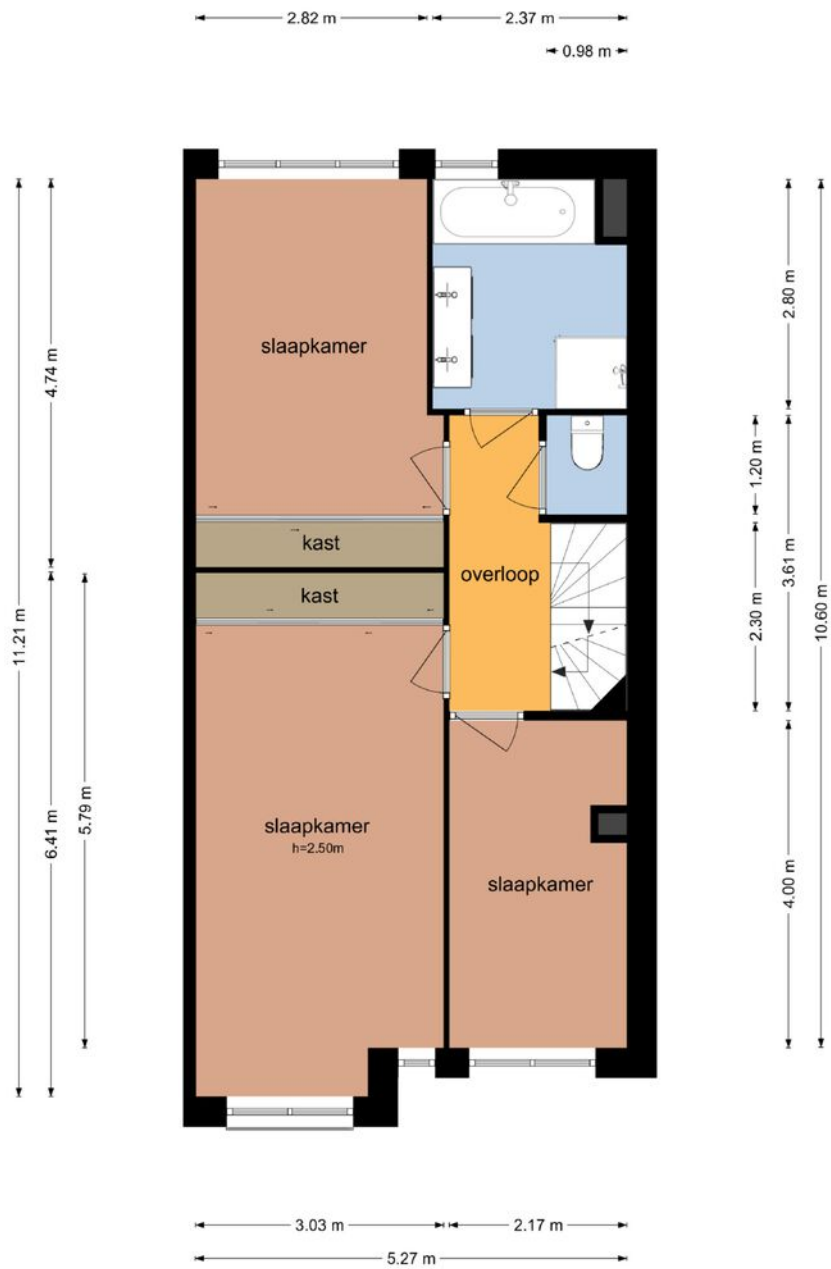 2.82 m
2.37 m
0.98 m
slaapkamer
kast
kast
overloop
slaapkamer
h=2.50m
slaapkamer
11.21 m
4.74 m
6.41 m
5.79 m
2.80 m
1.20 m
2.30 m
3.61 m
4.00 m
10.60 m
3.03 m
2.17 m
5.27 m